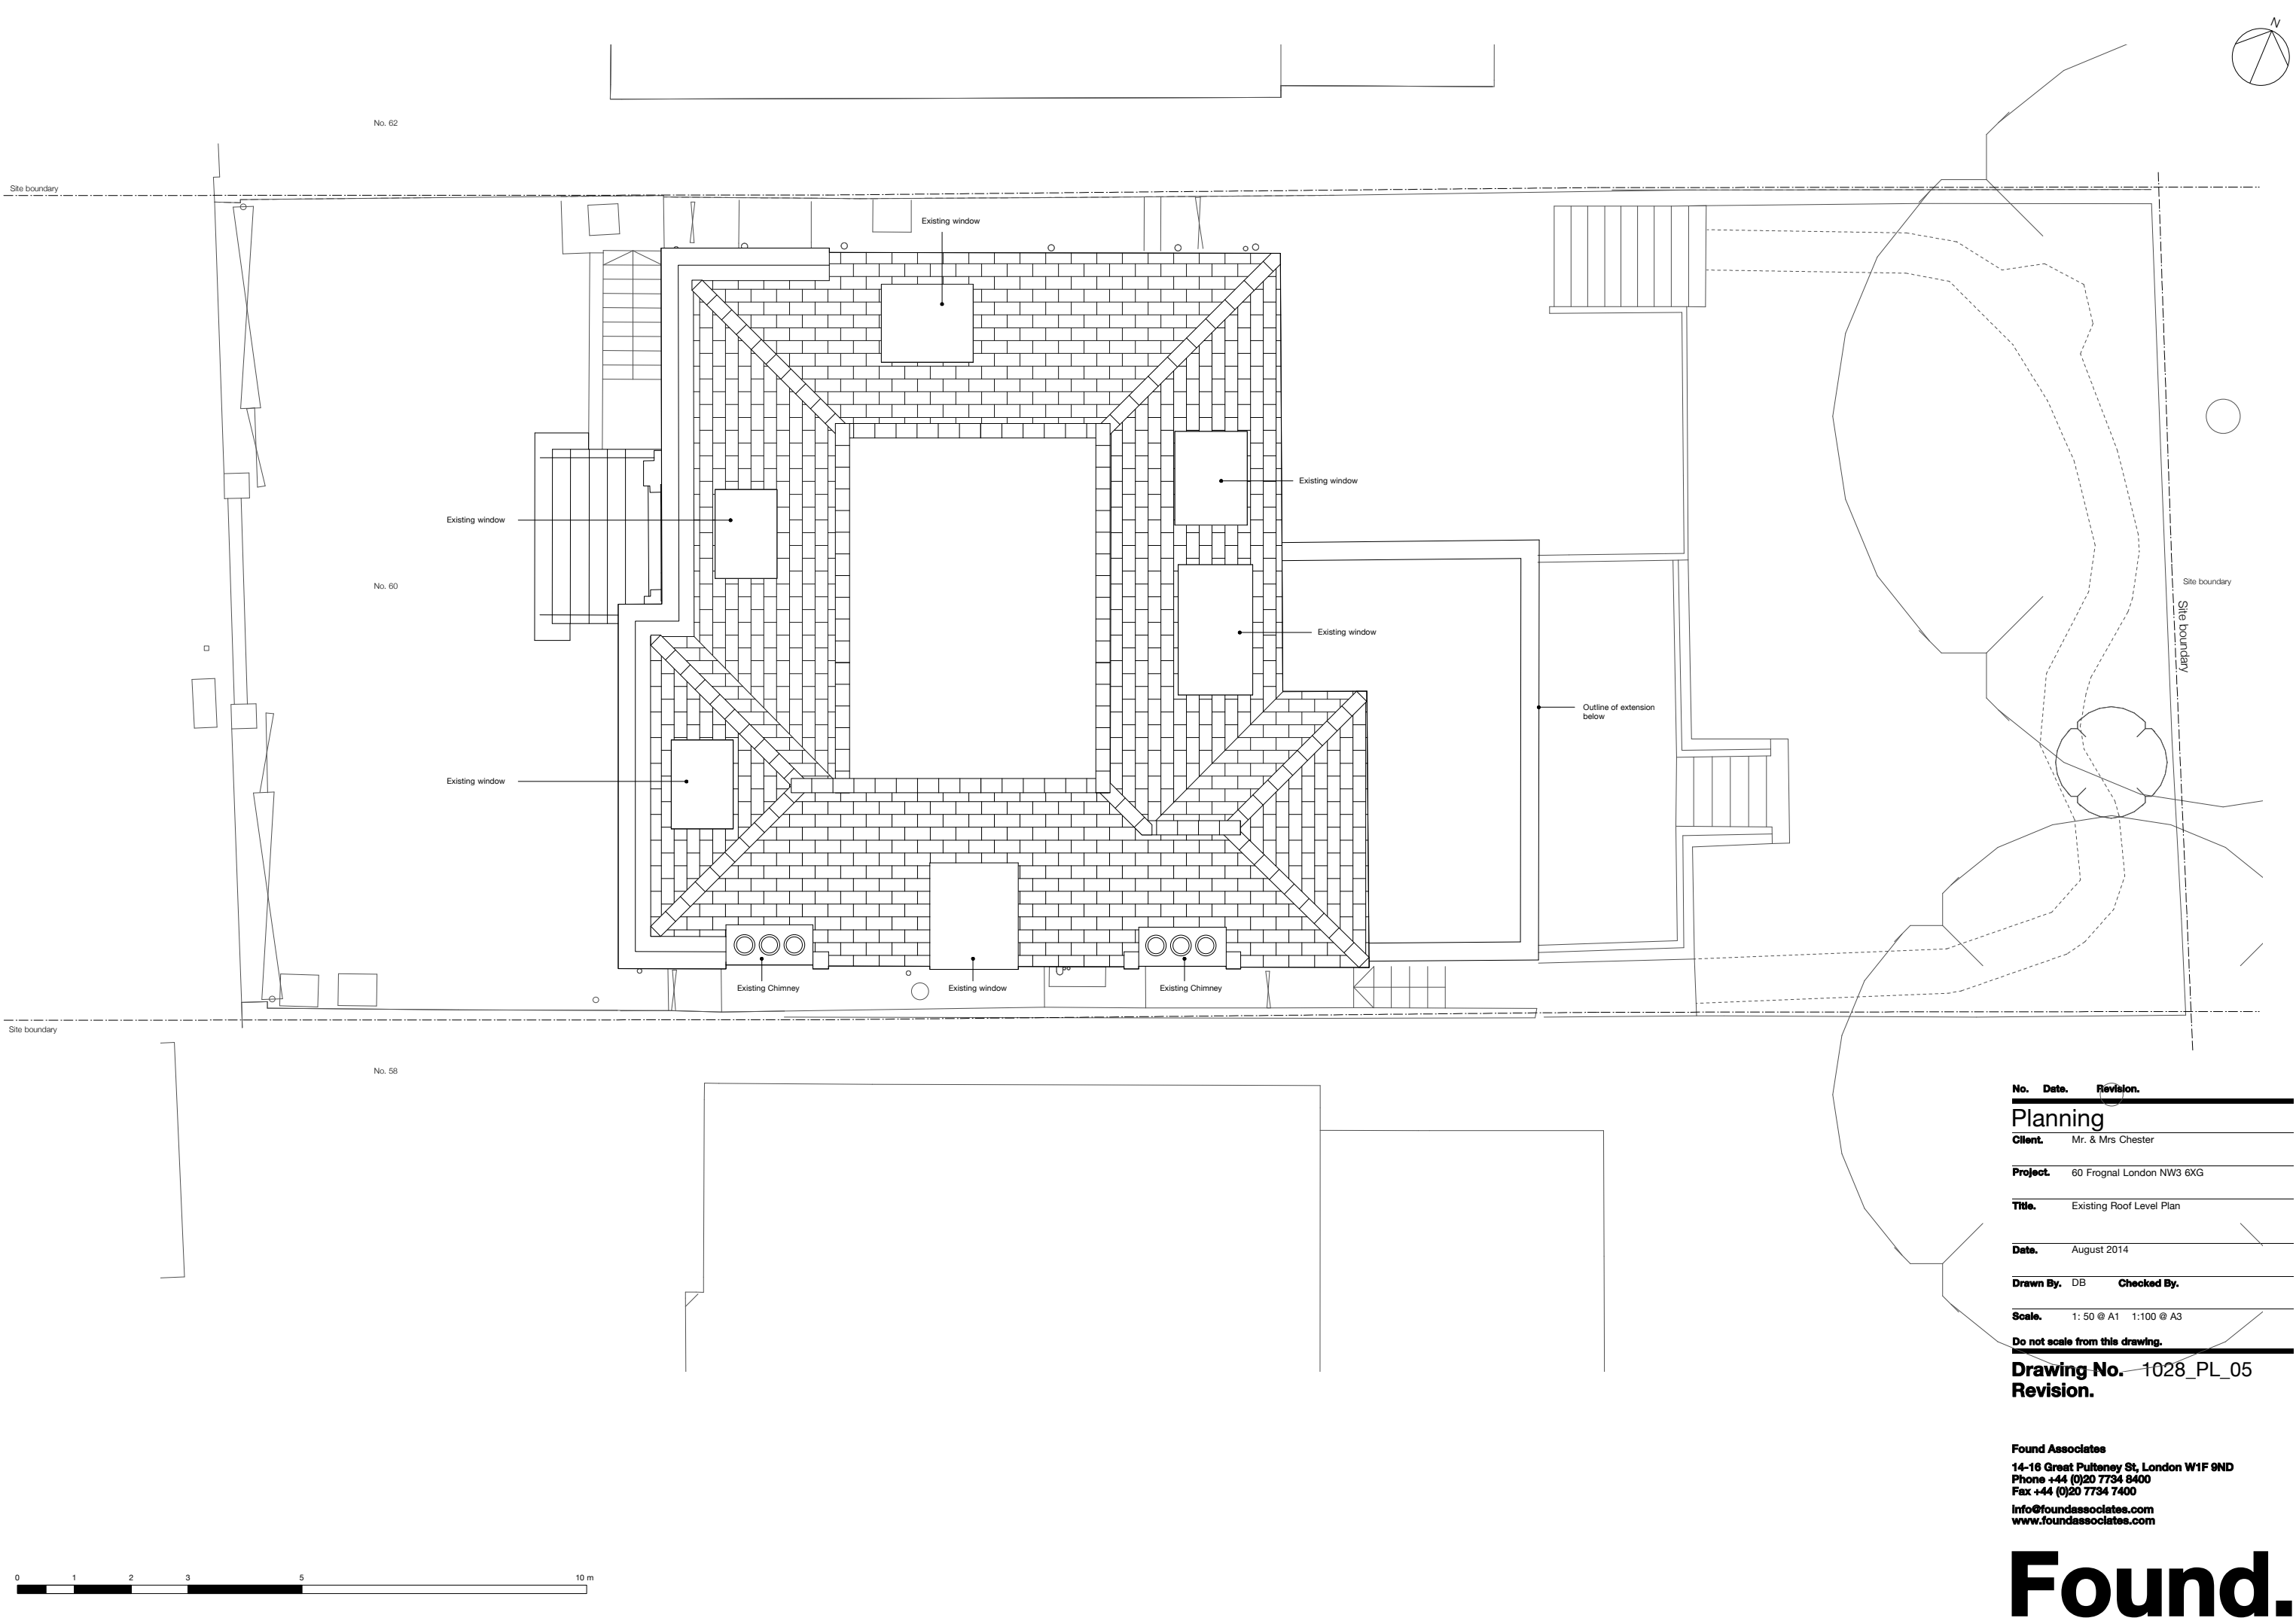 N
No. 62
Site boundary
Existing window
Existing window
Existing window
No. 60
Site boundary
Site boundary
Existing window
Outline of extension
below
Existing window
Existing Chimney
Existing window
Existing Chimney
Site boundary
No. 58
No. Date. Revision.
Planning
Client. Mr. & Mrs Chester
Project. 60 Frognal London NW3 6XG
Title. Existing Roof Level Plan
Date. August 2014
Drawn By. DB Checked By.
Scale. 1: 50 @ A1 1:100 @ A3
Do not scale from this drawing.
Drawing No. 1028_PL_05
Revision.
Found Associates
14-16 Great Pulteney St, London W1F 9ND
Phone +44 (0)20 7734 8400
Fax +44 (0)20 7734 7400
info@foundassociates.com
www.foundassociates.com
0 1 2 3 5 10 m
Found.